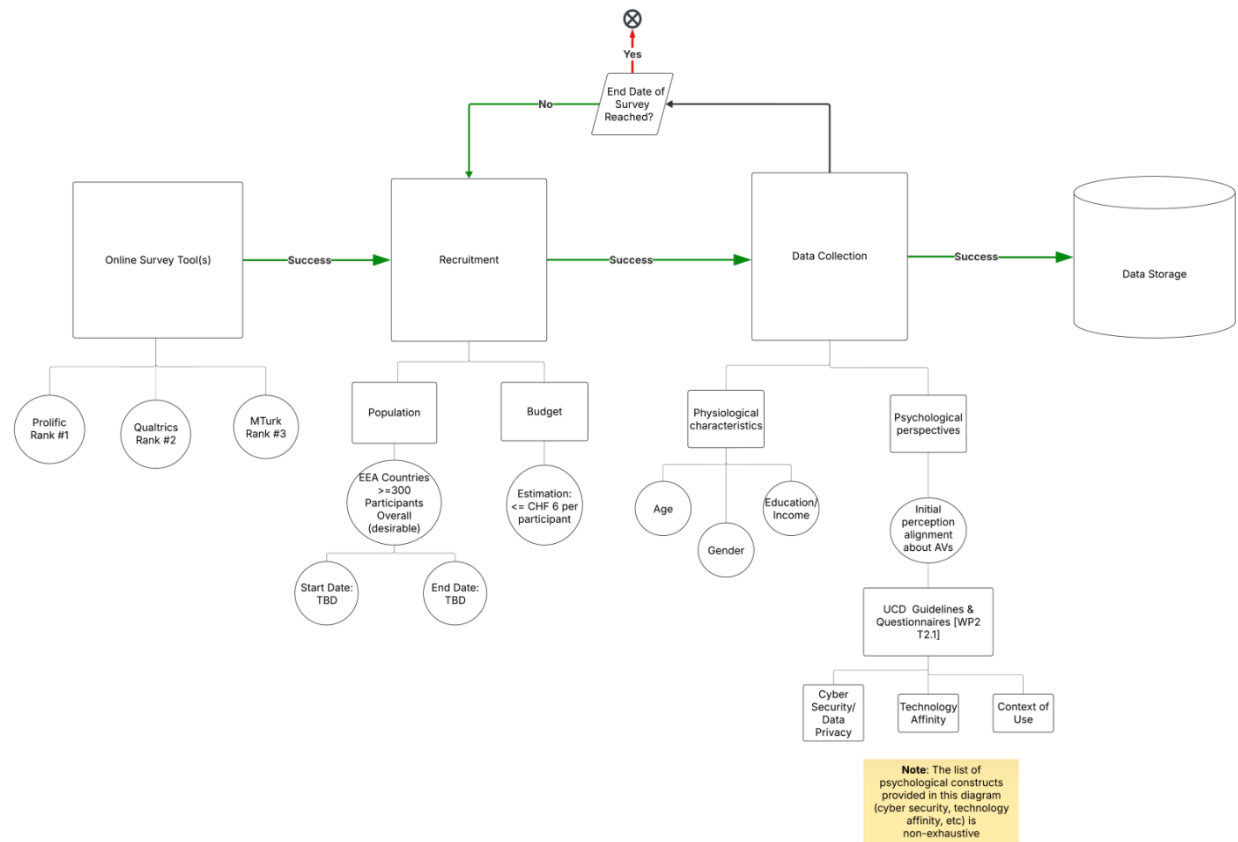 Yes
End Date of
Survey
Reached?
No
Online Survey Tool(s)
Success
Recruitment
Success
Data Collection
Success
Data Storage
Prolific
Rank #1
Qualtrics
Rank #2
MTurk
Rank #3
Population
Budget
EEA Countries
>=300
Participants
Overall
(desirable)
Estimation:
<= CHF 6 per
participant
Start Date:
TBD
End Date:
TBD
Physiological
characteristics
Psychological
perspectives
Age
Gender
Education/
Income
Initial
perception
alignment
about AVs
UCD  Guidelines &
Questionnaires [WP2
T2.1]
Cyber
Security/
Data
Privacy
Technology
Affinity
Context of
Use
Note: The list of
psychological constructs
provided in this diagram
(cyber security, technology
affinity, etc) is
non-exhaustive